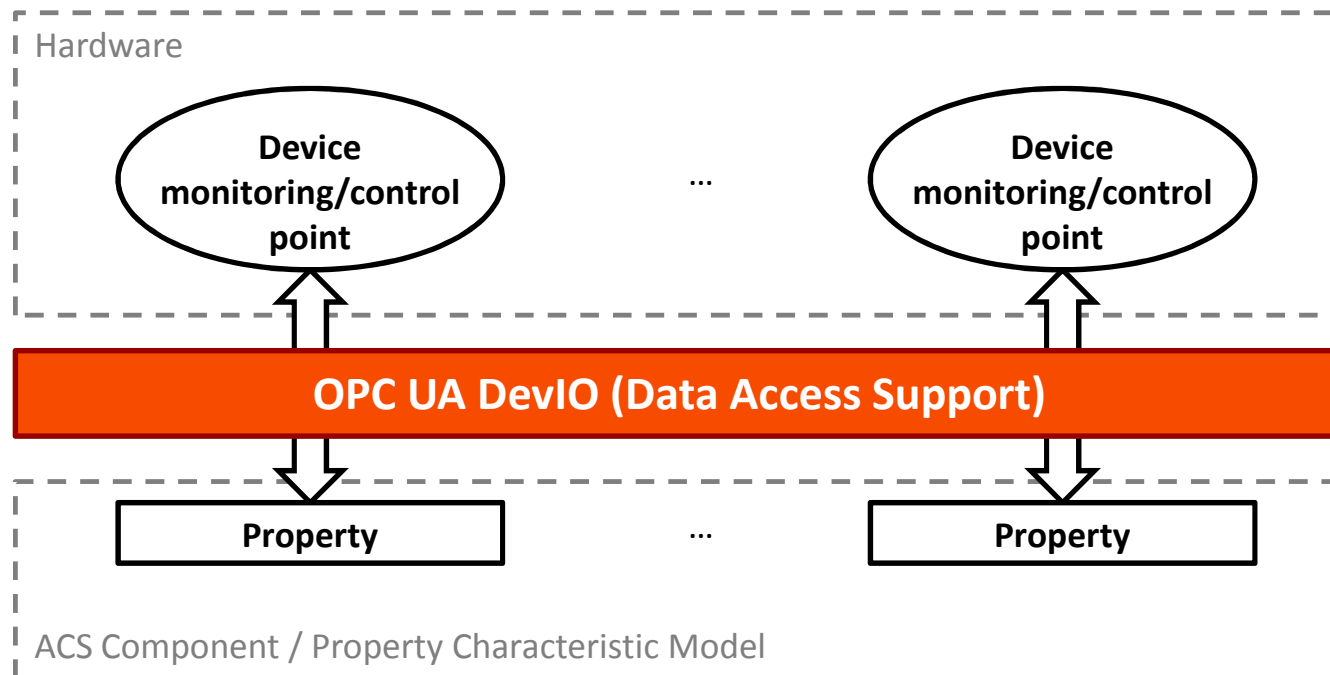 Hardware
Device
monitoring/control
point
...
Device
monitoring/control
point
OPC UA DevIO (Data Access Support)
Property
...
Property
ACS Component / Property Characteristic Model